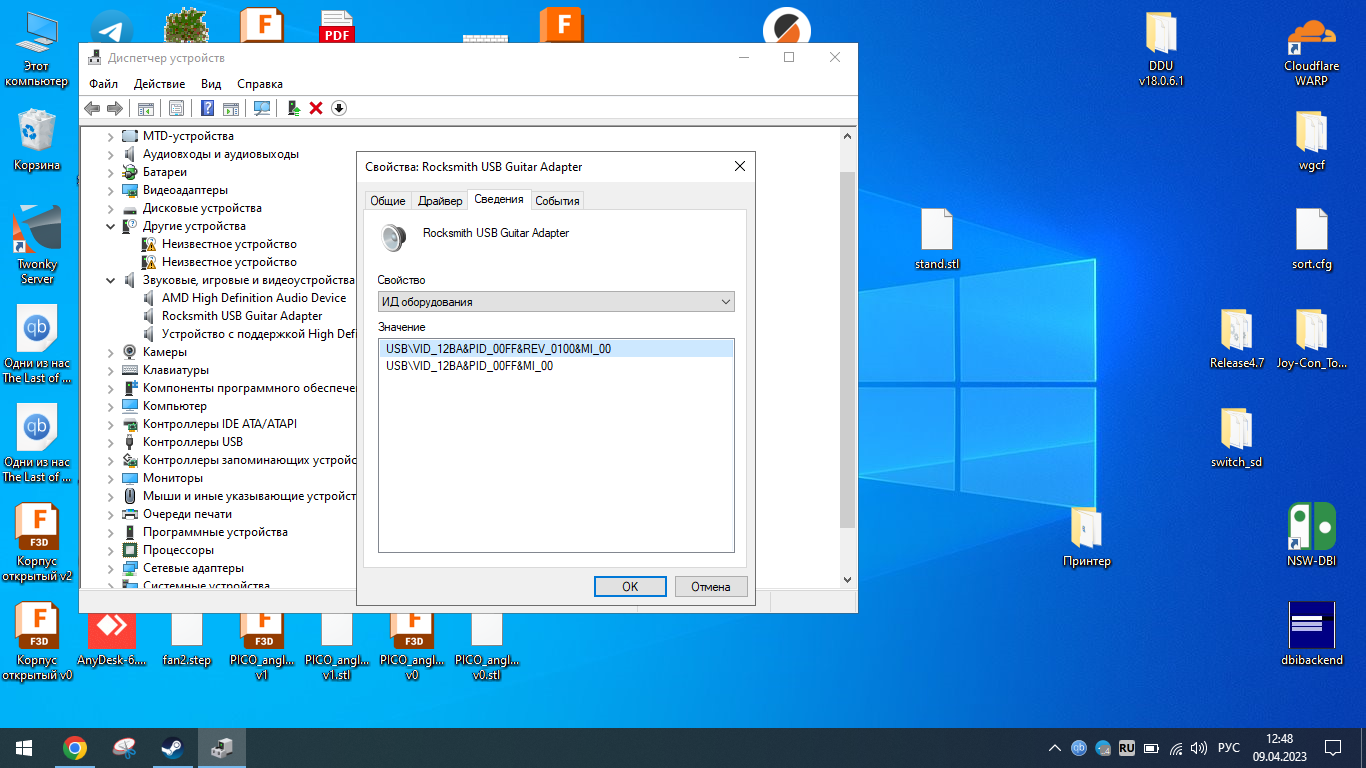 Этот
компьютер
Корзина
Twonky
Server
Одни из нас
The Last of ...
Одни из нас
The Last of ...
Корпус
открытый v2
Корпус
открытый v0
PDF
F
F
F3D
F3D
F3D
F3D
AnyDesk-6....
fan2.step
PICO_angl...
v1
PICO_angl...
v1.stl
PICO_angl...
v0
PICO_angl...
v0.stl
Диспетчер устройств
Файл Действие Вид Справка
MTD-устройства
Аудиовходы и аудиовыходы
Батареи
Видеоадаптеры
Дисковые устройства
Другие устройства
Неизвестное устройство
Неизвестное устройство
Звуковые, игровые и видеоустройства
AMD High Definition Audio Device
Rocksmith USB Guitar Adapter
Устройство с поддержкой High Defi
Камеры
Клавиатуры
Компоненты программного обеспече
Компьютер
Контроллеры IDE ATA/ATAPI
Контроллеры USB
Контроллеры запоминающих устройс
Мониторы
Мыши и иные указывающие устройст
Очереди печати
Программные устройства
Процессоры
Сетевые адаптеры
Системные устройства
Свойства: Rocksmith USB Guitar Adapter
Общие Драйвер Сведения События
Rocksmith USB Guitar Adapter
Свойство
ИД оборудования
Значение
USB\VID_12BA&PID_00FF&REV_0100&MI_00
USB\VID_12BA&PID_00FF&MI_00
OK Отмена
stand.stl
DDU
v18.0.6.1
Cloudflare
WARP
wgcf
sort.cfg
Release4.7
Joy-Con_To...
switch_sd
Принтер
NSW-DBI
dbibackend
RU
РУС
12:48
09.04.2023